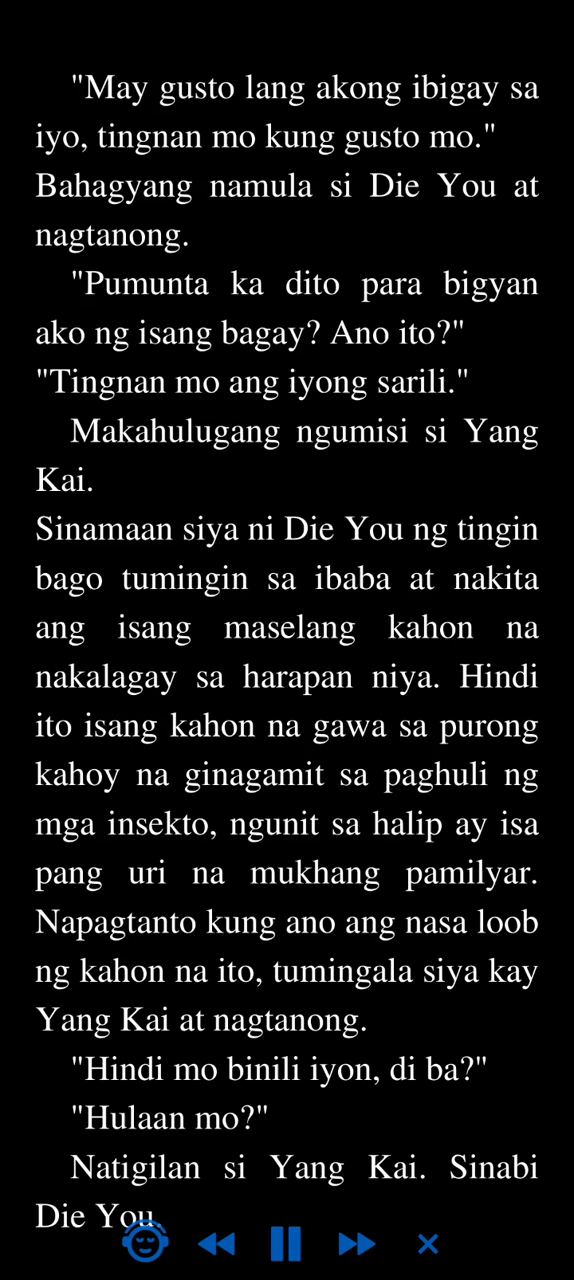 "May gusto lang akong ibigay sa
iyo, tingnan mo kung gusto mo."
Bahagyang namula si Die You at
nagtanong.
"Pumunta ka dito para bigyan
ako ng isang bagay? Ano ito?"
"Tingnan mo ang iyong sarili."
Makahulugang ngumisi si Yang
Kai.
Sinamaan siya ni Die You ng tingin
bago tumingin sa ibaba at nakita
ang isang maselang kahon na
nakalagay sa harapan niya. Hindi
ito isang kahon na gawa sa purong
kahoy na ginagamit sa paghuli ng
mga insekto, ngunit sa halip ay isa
pang uri na mukhang pamilyar.
Napagtanto kung ano ang nasa loob
ng kahon na ito, tumingala siya kay
Yang Kai at nagtanong.
"Hindi mo binili iyon, di ba?"
"Hulaan mo?"
Natigilan si Yang Kai. Sinabi
Die You.